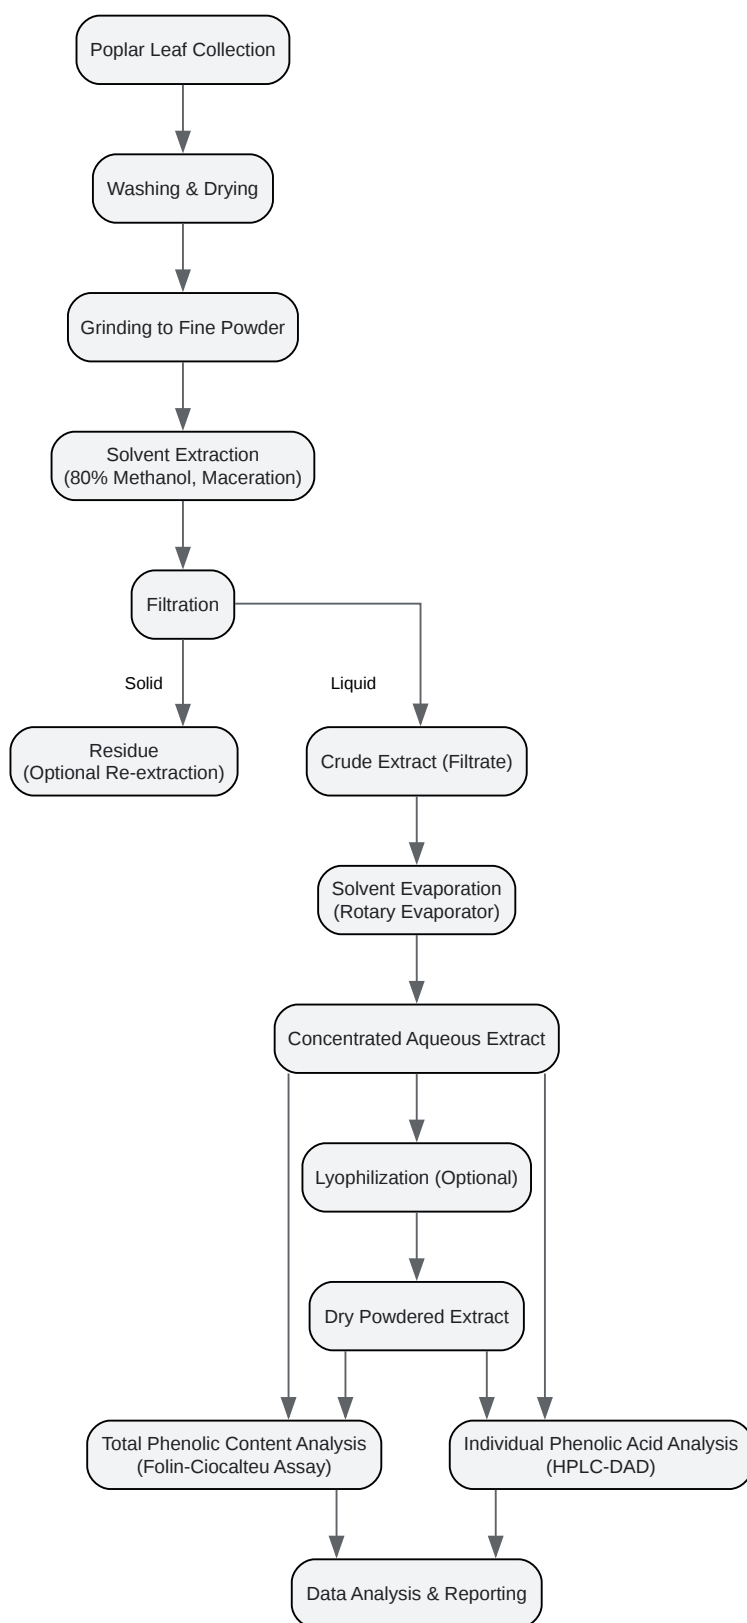 Poplar Leaf Collection
Washing & Drying
Grinding to Fine Powder
Solvent Extraction
(80% Methanol, Maceration)
Filtration
Solid
Liquid
Residue
(Optional Re-extraction)
Crude Extract (Filtrate)
Solvent Evaporation
(Rotary Evaporator)
Concentrated Aqueous Extract
Lyophilization (Optional)
Dry Powdered Extract
Total Phenolic Content Analysis
(Folin-Ciocalteu Assay)
Individual Phenolic Acid Analysis
(HPLC-DAD)
Data Analysis & Reporting